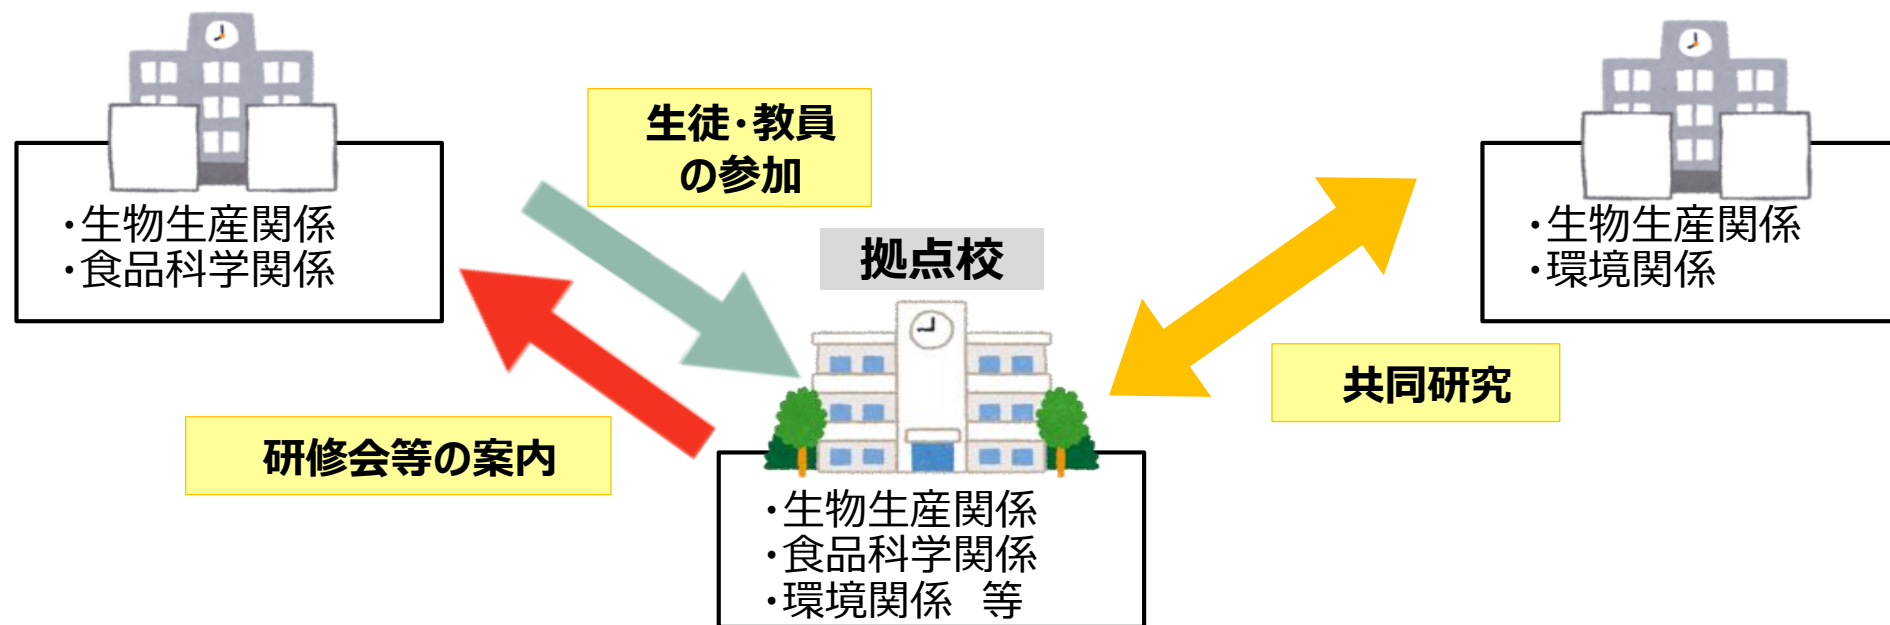 生徒・教員
の参加
・生物生産関係
・食品科学関係
拠点校
・生物生産関係
・環境関係
共同研究
研修会等の案内
・生物生産関係
・食品科学関係
・環境関係 等